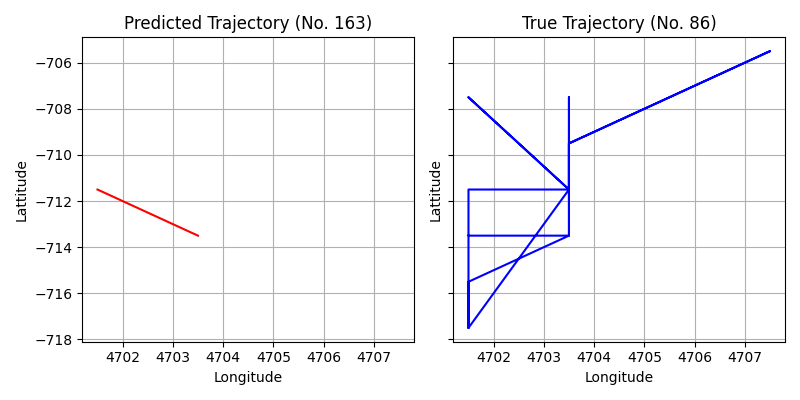 Predicted Trajectory (No. 163)
True Trajectory (No. 86)
Lattitude
−706
−708
−710
−712
−714
−716
−718
4702 4703 4704 4705 4706 4707
Longitude
Lattitude
4702 4703 4704 4705 4706 4707
Longitude